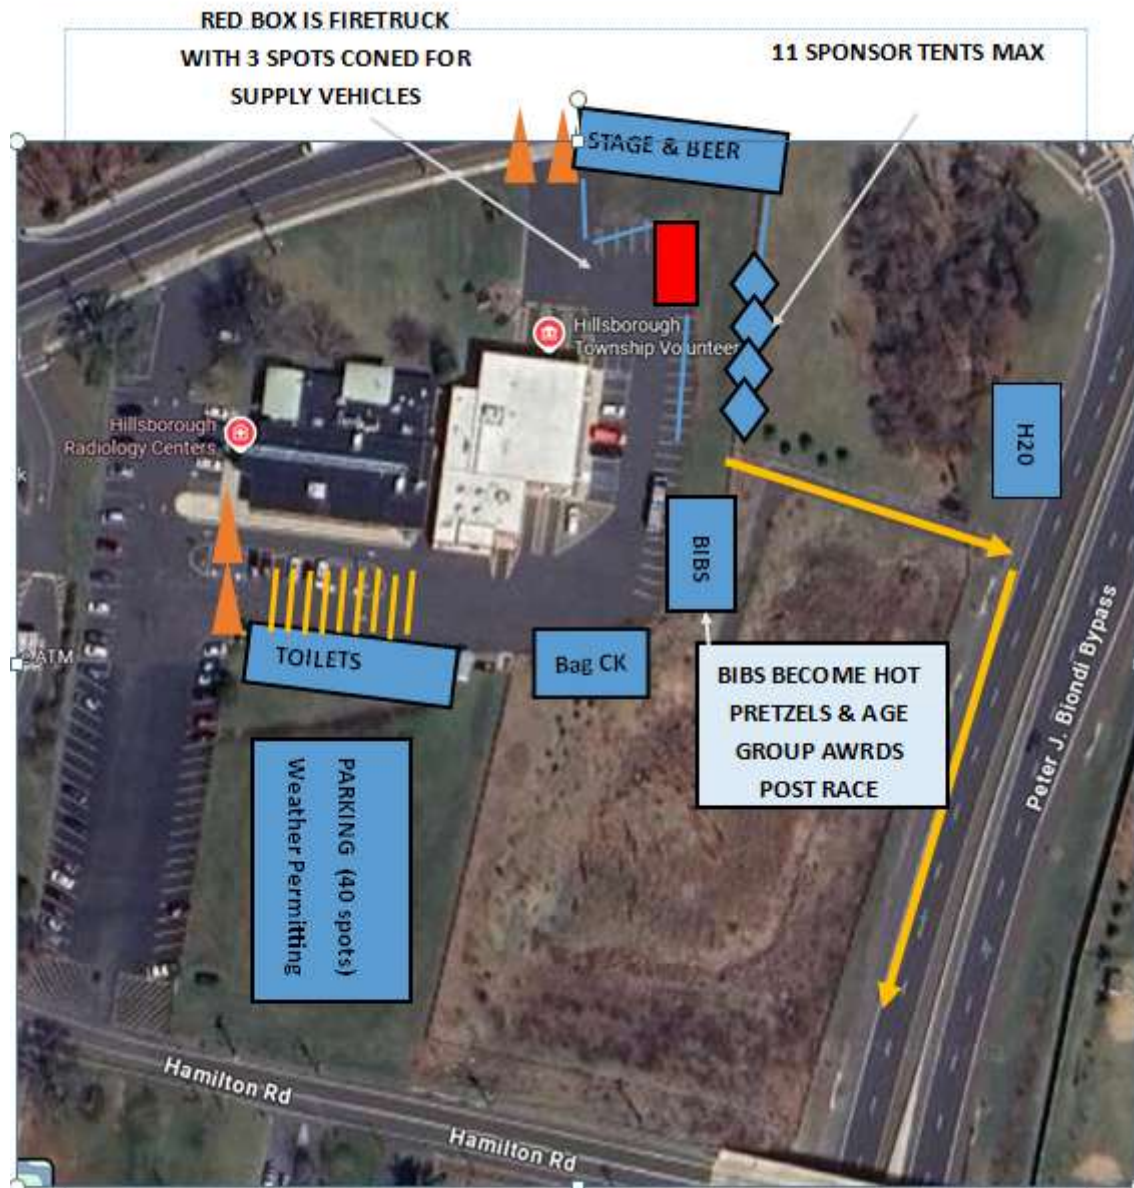 RED BOX IS FIRETRUCK
WITH 3 SPOTS CONED FOR
SUPPLY VEHICLES
11 SPONSOR TENTS MAX
STAGE & BEER
Hillsborough
Township Volunteer
Hillsborough
Radiology Centers
H20
BIBS
k
ATM
TOILETS
Bag CK
BIBS BECOME HOT
PRETZELS & AGE
GROUP AWRDS
POST RACE
PARKING (40 spots)
Weather Permitting
Peter J. Biondi Bypass
Hamilton Rd
Hamilton Rd